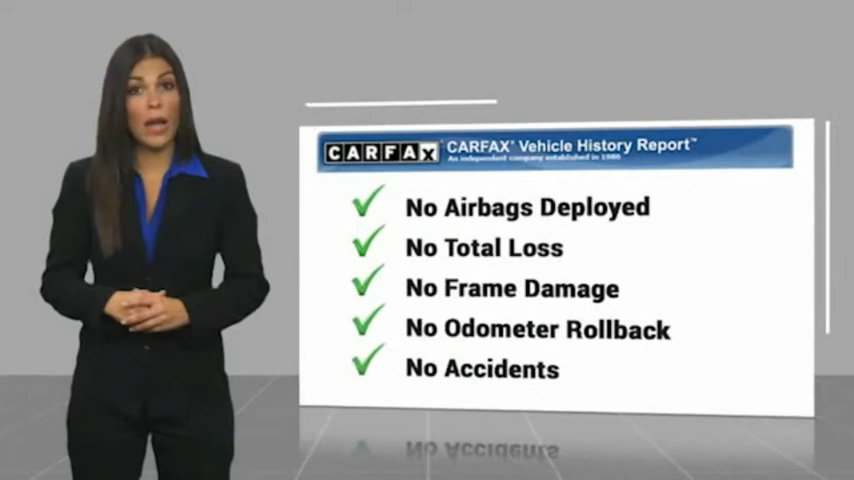 CARFAX CARFAX® Vehicle History Report™
An independent company established in 1986
No Airbags Deployed
No Total Loss
No Frame Damage
No Odometer Rollback
No Accidents
No Accidents